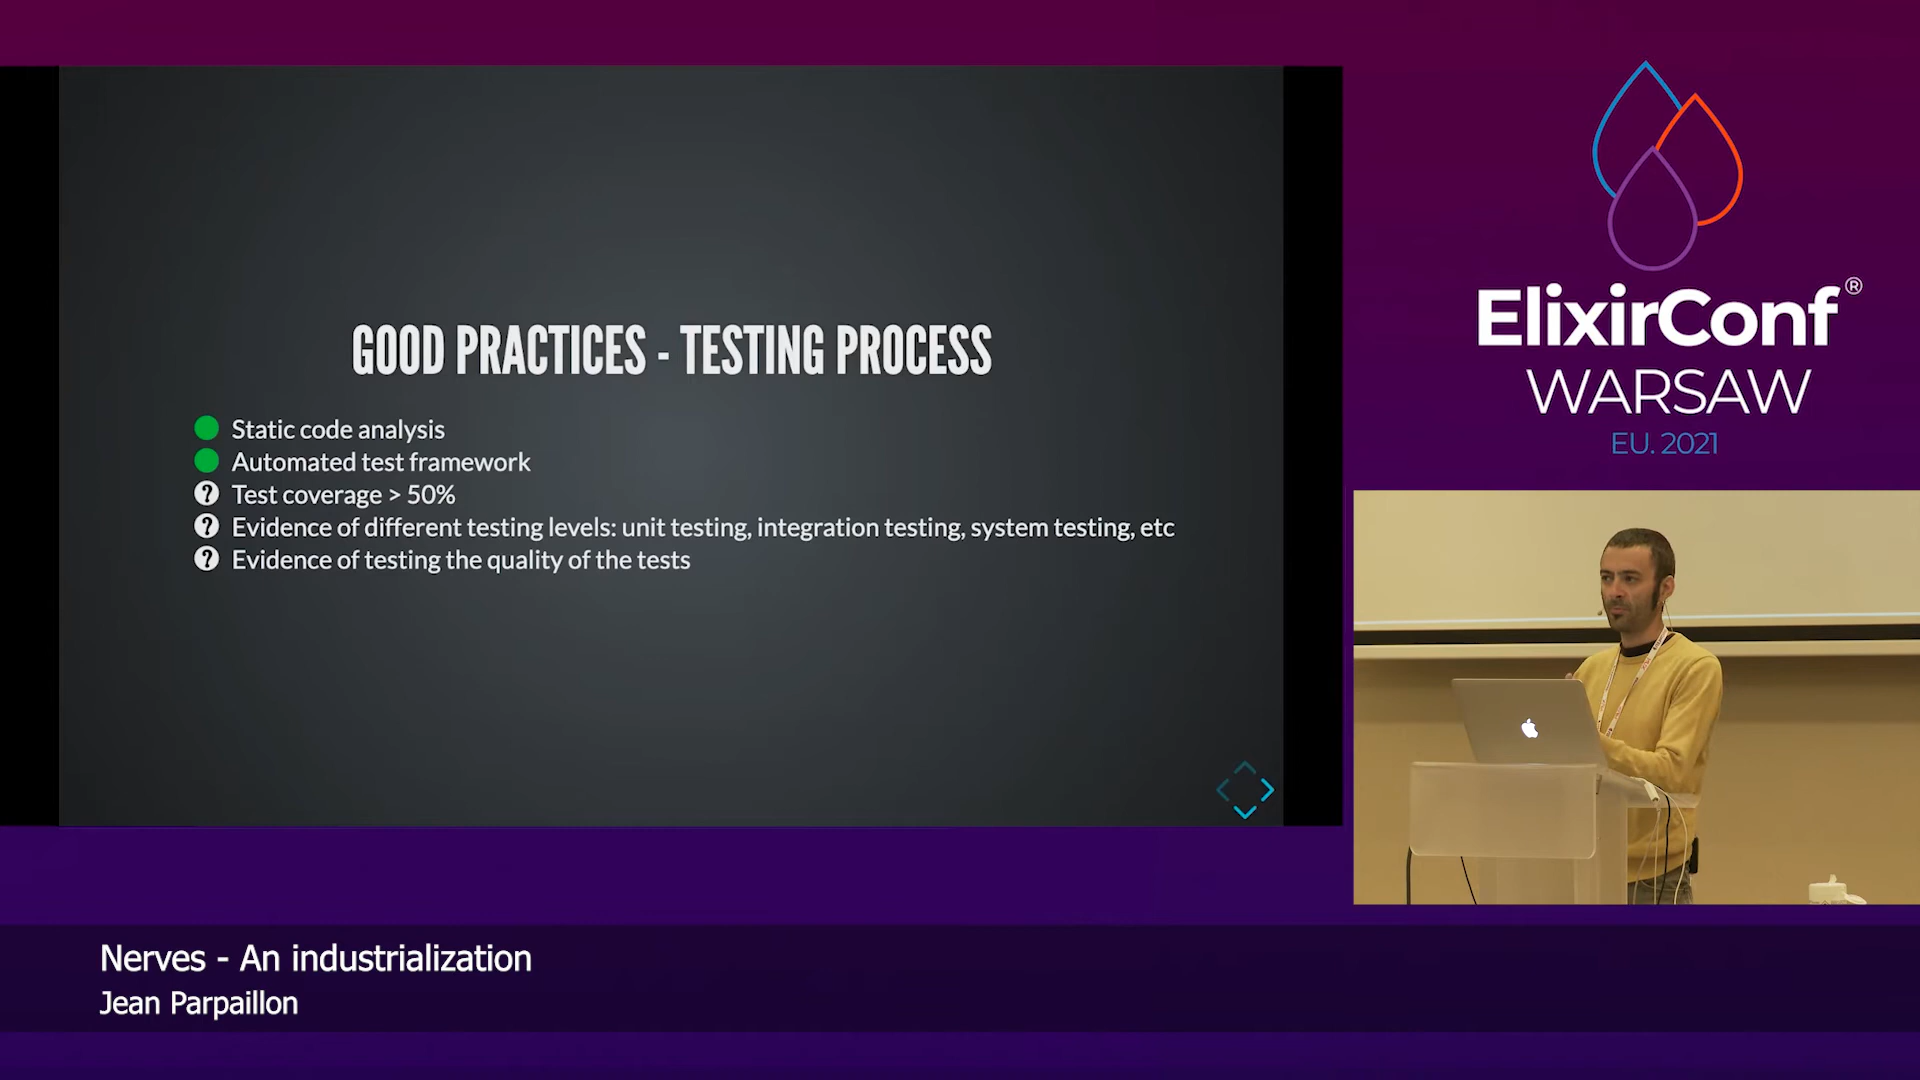 GOOD PRACTICES - TESTING PROCESS
Static code analysis
Automated test framework
? Test coverage > 50%
? Evidence of different testing levels: unit testing, integration testing, system testing, etc
? Evidence of testing the quality of the tests
ElixirConf®
WARSAW
EU. 2021
Nerves - An industrialization
Jean Parpaillon